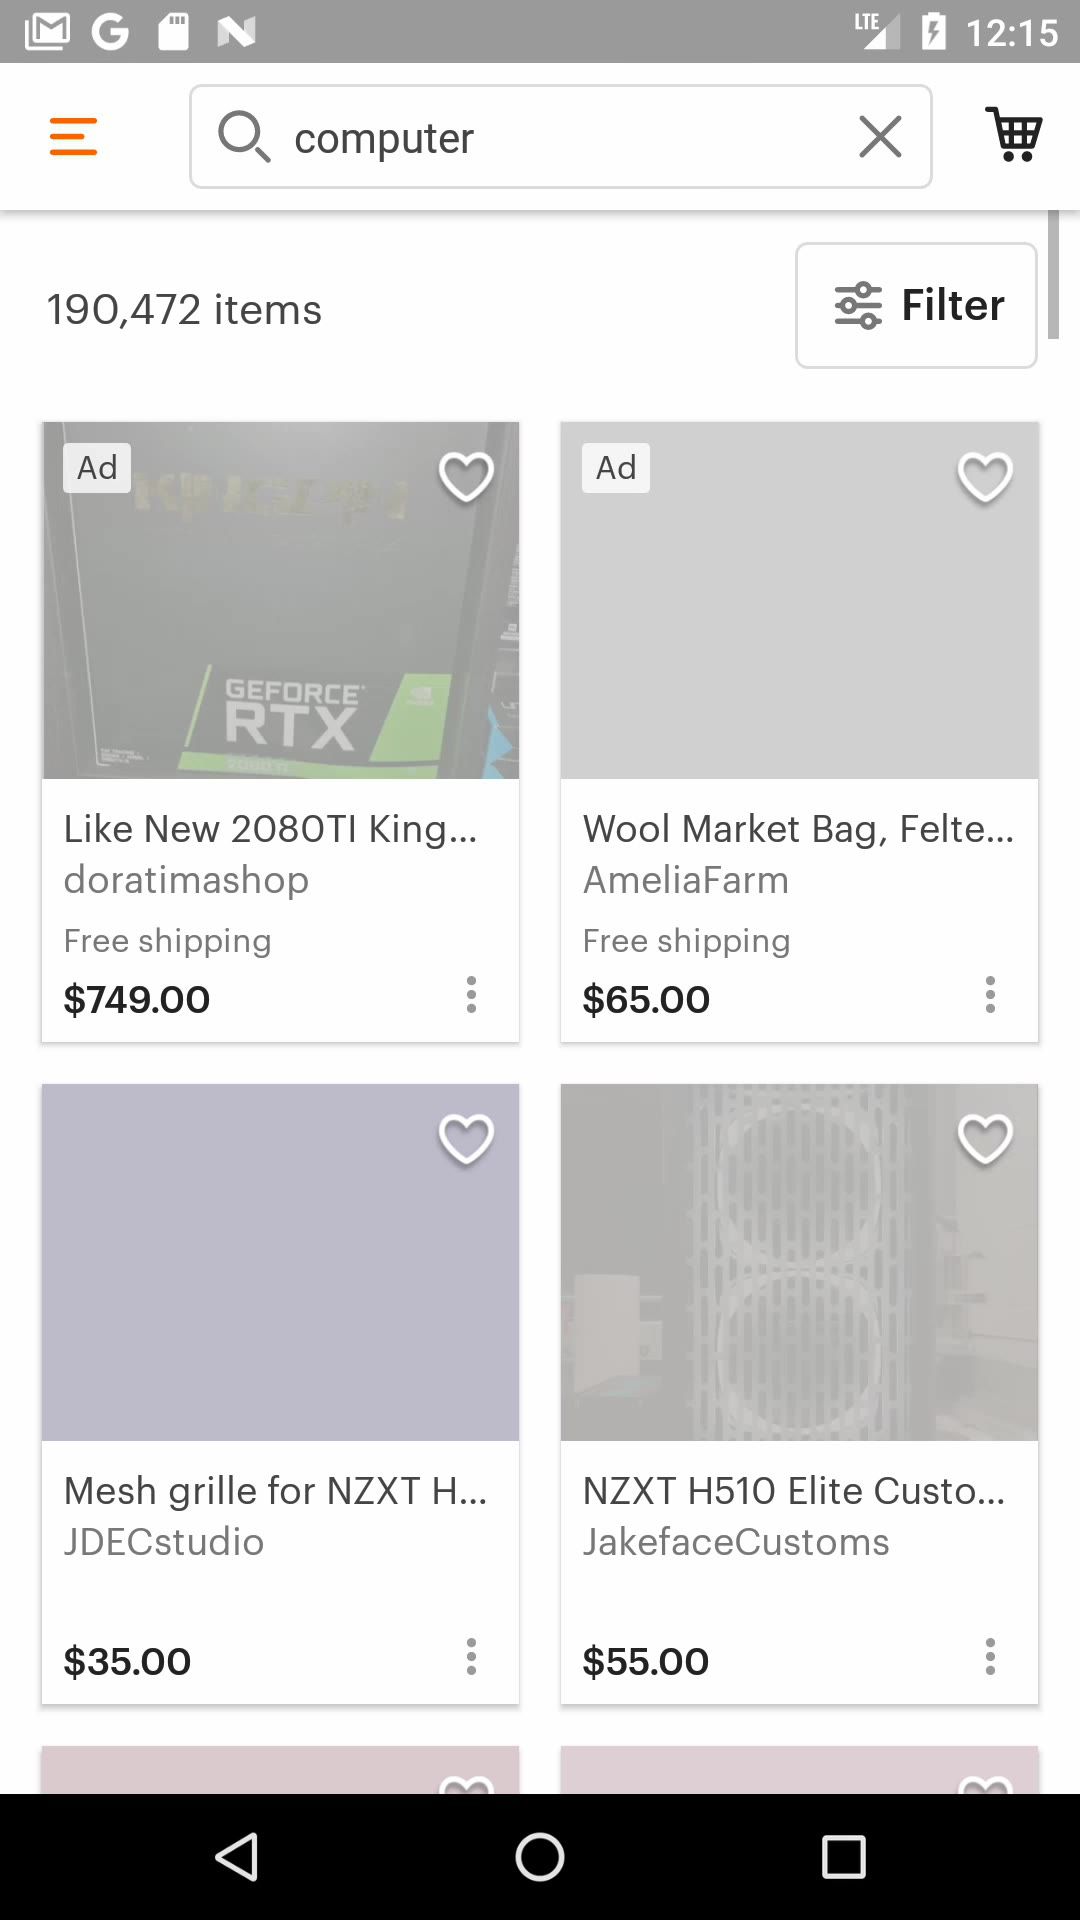 LTE 12:15
computer
190,472 items
Filter
Ad
Ad
GEFORCE
RTX
2080 TI
Like New 2080TI King...
doratimashop
Free shipping
$749.00
Wool Market Bag, Felte...
AmeliaFarm
Free shipping
$65.00
Mesh grille for NZXT H...
JDECstudio
$35.00
NZXT H510 Elite Custo...
JakefaceCustoms
$55.00